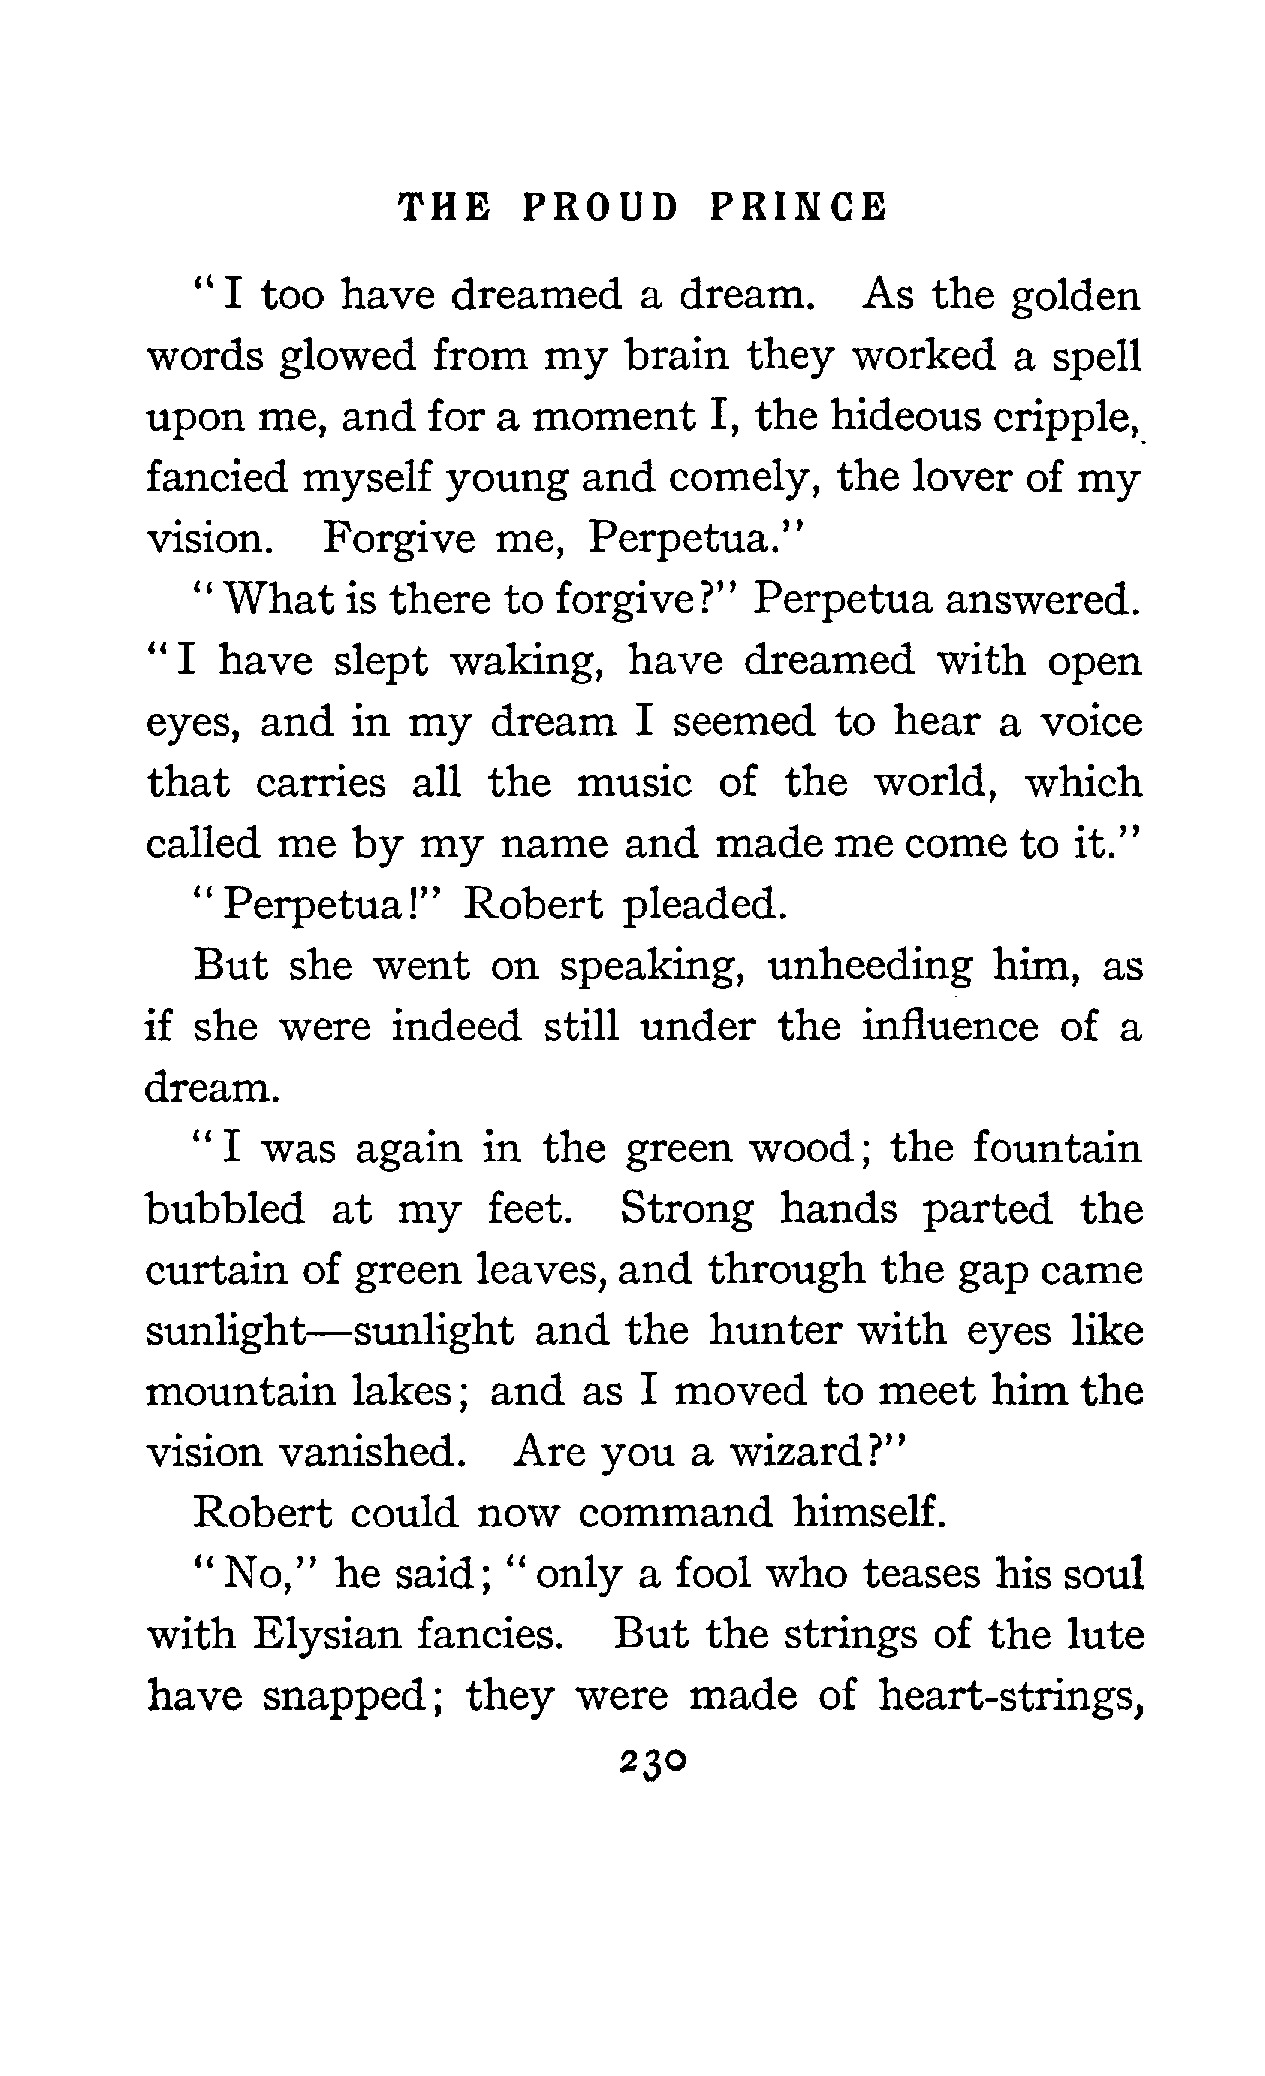 THE PROUD PRINCE
"I too have dreamed a dream. As the golden
words glowed from my brain they worked a spell
upon me, and for a moment I, the hideous cripple,
fancied myself young and comely, the lover of my
vision. Forgive me, Perpetua."
"What is there to forgive?" Perpetua answered.
"I have slept waking, have dreamed with open
eyes, and in my dream I seemed to hear a voice
that carries all the music of the world, which
called me by my name and made me come to it."
"Perpetua!" Robert pleaded.
But she went on speaking, unheeding him, as
if she were indeed still under the influence of a
dream.
"I was again in the green wood; the fountain
bubbled at my feet. Strong hands parted the
curtain of green leaves, and through the gap came
sunlight—sunlight and the hunter with eyes like
mountain lakes; and as I moved to meet him the
vision vanished. Are you a wizard?"
Robert could now command himself.
"No," he said; "only a fool who teases his soul
with Elysian fancies. But the strings of the lute
have snapped; they were made of heart-strings,
230